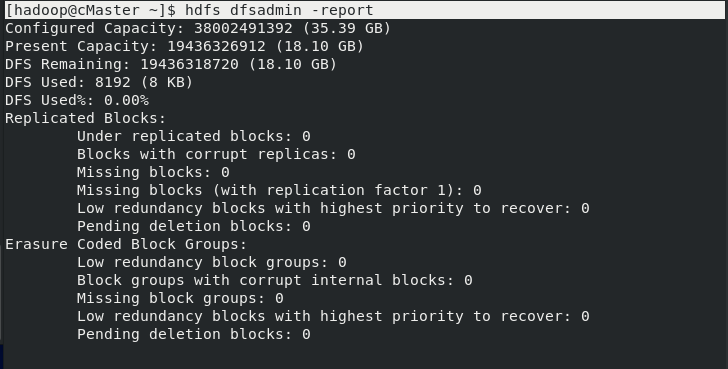 [hadoop@cMaster ~]$ hdfs dfsadmin -report
Configured Capacity: 38002491392 (35.39 GB)
Present Capacity: 19436326912 (18.10 GB)
DFS Remaining: 19436318720 (18.10 GB)
DFS Used: 8192 (8 KB)
DFS Used%: 0.00%
Replicated Blocks:
        Under replicated blocks: 0
        Blocks with corrupt replicas: 0
        Missing blocks: 0
        Missing blocks (with replication factor 1): 0
        Low redundancy blocks with highest priority to recover: 0
        Pending deletion blocks: 0
Erasure Coded Block Groups:
        Low redundancy block groups: 0
        Block groups with corrupt internal blocks: 0
        Missing block groups: 0
        Low redundancy blocks with highest priority to recover: 0
        Pending deletion blocks: 0